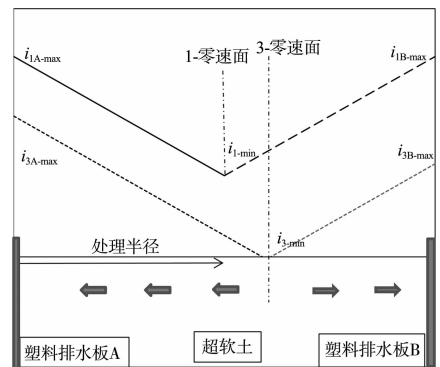 1-零速面
3-零速面
i1A-max
i1B-max
i1-min
i3A-max
i3B-max
i3-min
处理半径
塑料排水板A
超软土
塑料排水板B